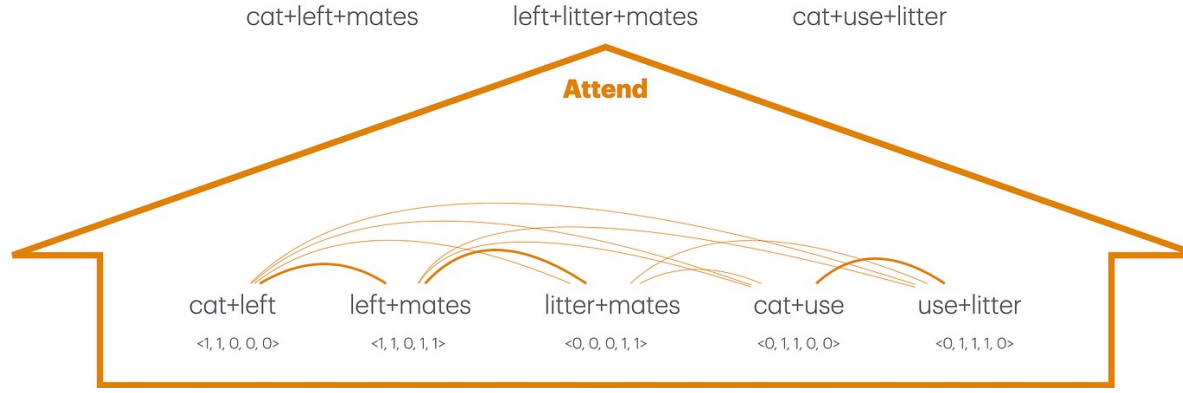 cat+left+mates left+litter+mates cat+use+litter
Attend
cat+left left+mates litter+mates cat+use use+litter
<1, 1, 0, 0, 0> <1, 1, 0, 1, 1> <0, 0, 0, 1, 1> <0, 1, 1, 0, 0> <0, 1, 1, 1, 0>